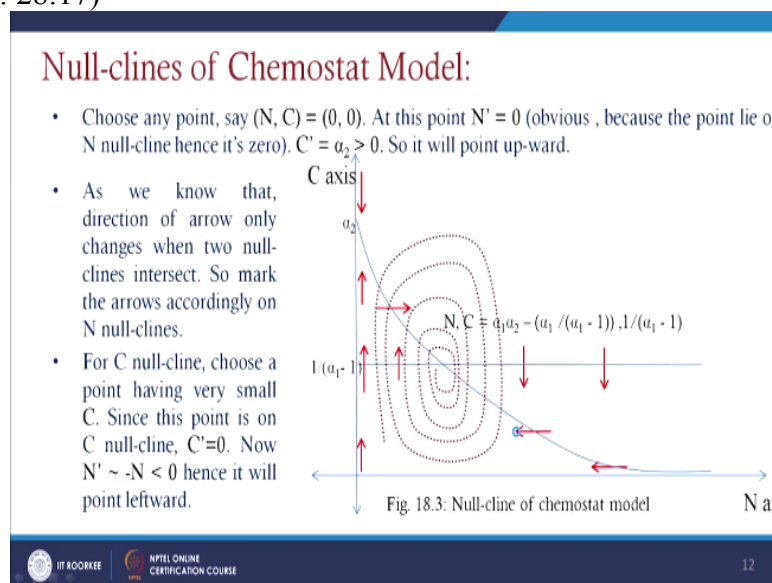 : 28:17)
Null-clines of Chemostat Model:
• Choose any point, say (N, C) = (0, 0). At this point N' = 0 (obvious , because the point lie o
N null-cline hence it's zero). C' = α₂ > 0. So it will point up-ward.
• As we know that,
direction of arrow only
changes when two null-
clines intersect. So mark
the arrows accordingly on
N null-clines.
• For C null-cline, choose a
point having very small
C. Since this point is on
C null-cline, C'=0. Now
N' ~ -N < 0 hence it will
point leftward.
C axis
α₂
N, C = α₁α₂ – (α₁ /(α₁ - 1)) ,1/(α₁ - 1)
1/(α₁- 1)
Fig. 18.3: Null-cline of chemostat model
N a
IIT ROORKEE
NPTEL ONLINE
CERTIFICATION COURSE
12